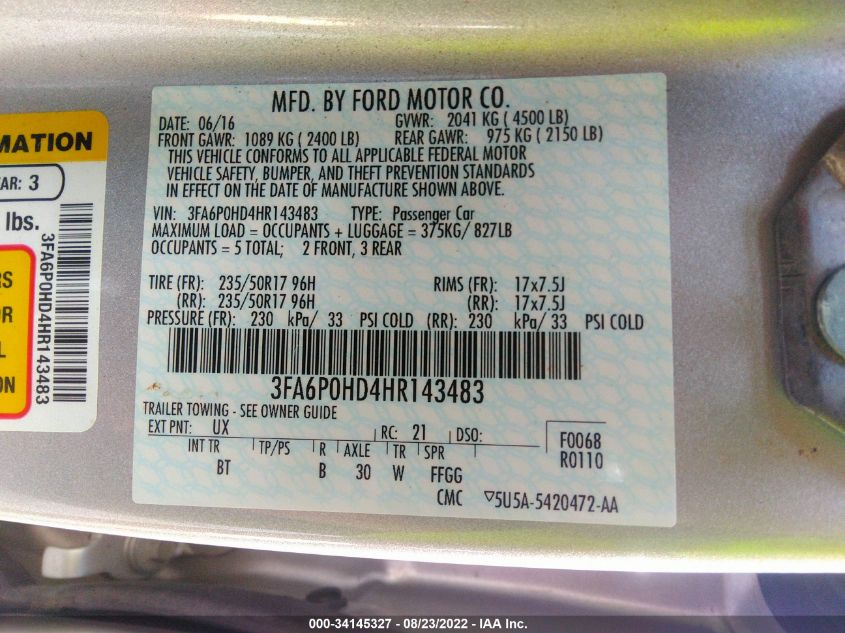 MATION
AR: 3
lbs.
RS
OR
L
ON
3FA6P0HD4HR143483
MFD. BY FORD MOTOR CO.
DATE: 06/16 GVWR: 2041 KG ( 4500 LB)
FRONT GAWR: 1089 KG ( 2400 LB) REAR GAWR: 975 KG ( 2150 LB)
THIS VEHICLE CONFORMS TO ALL APPLICABLE FEDERAL MOTOR
VEHICLE SAFETY, BUMPER, AND THEFT PREVENTION STANDARDS
IN EFFECT ON THE DATE OF MANUFACTURE SHOWN ABOVE.
VIN: 3FA6P0HD4HR143483 TYPE: Passenger Car
MAXIMUM LOAD = OCCUPANTS + LUGGAGE = 375KG/ 827LB
OCCUPANTS = 5 TOTAL; 2 FRONT, 3 REAR
TIRE (FR): 235/50R17 96H RIMS (FR): 17x7.5J
(RR): 235/50R17 96H (RR): 17x7.5J
PRESSURE (FR): 230 kPa/ 33 PSI COLD (RR): 230 kPa/ 33 PSI COLD
3FA6P0HD4HR143483
TRAILER TOWING - SEE OWNER GUIDE
EXT PNT: UX RC: 21 DSO: F0068
INT TR TP/PS R AXLE TR SPR R0110
BT B 30 W FFGG
CMC ▽5U5A-5420472-AA
000-34145327 - 08/23/2022 - IAA Inc.